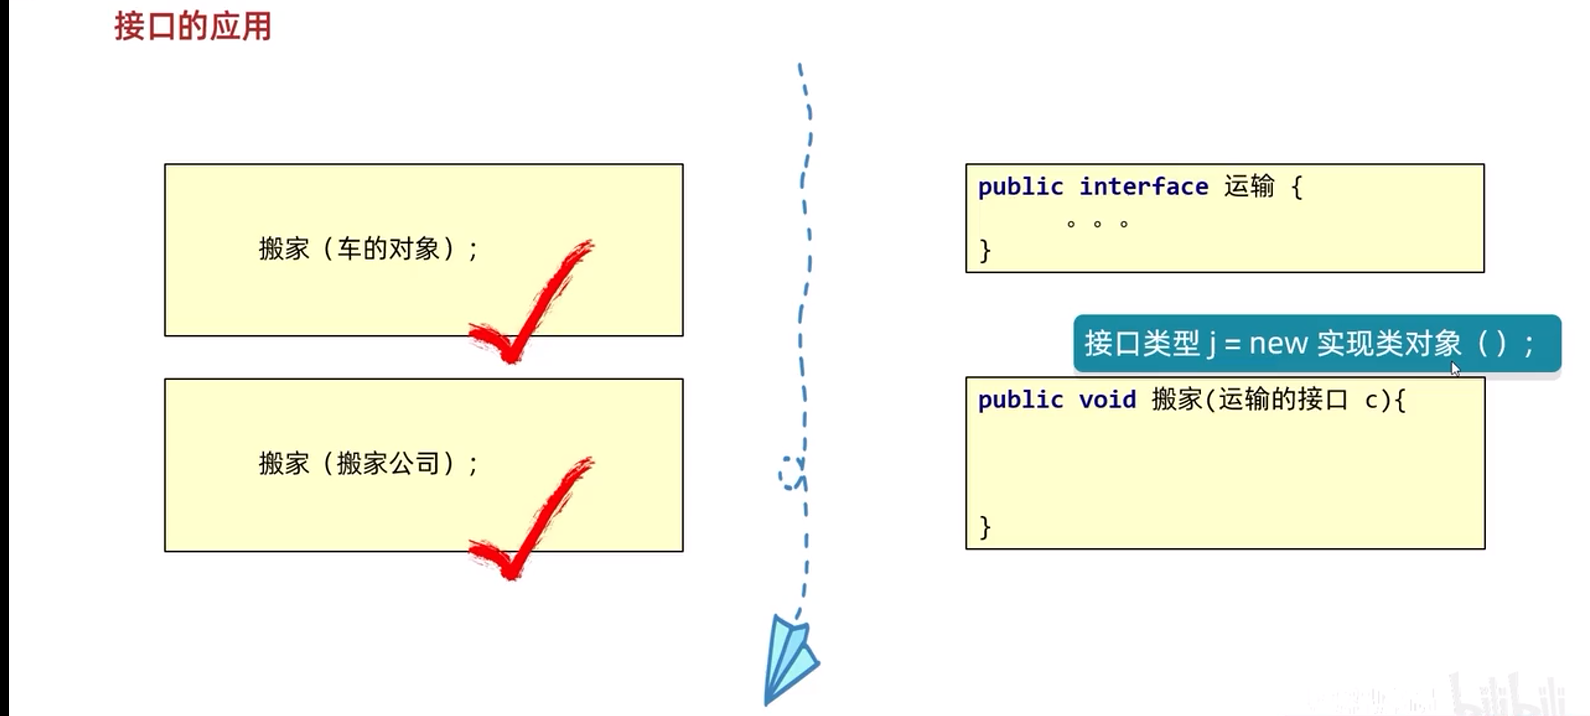 接口的应用
搬家（车的对象）;
搬家（搬家公司）;
public interface 运输 {
。。。
}
接口类型 j = new 实现类对象（）;
public void 搬家(运输的接口 c){
}
bilibili